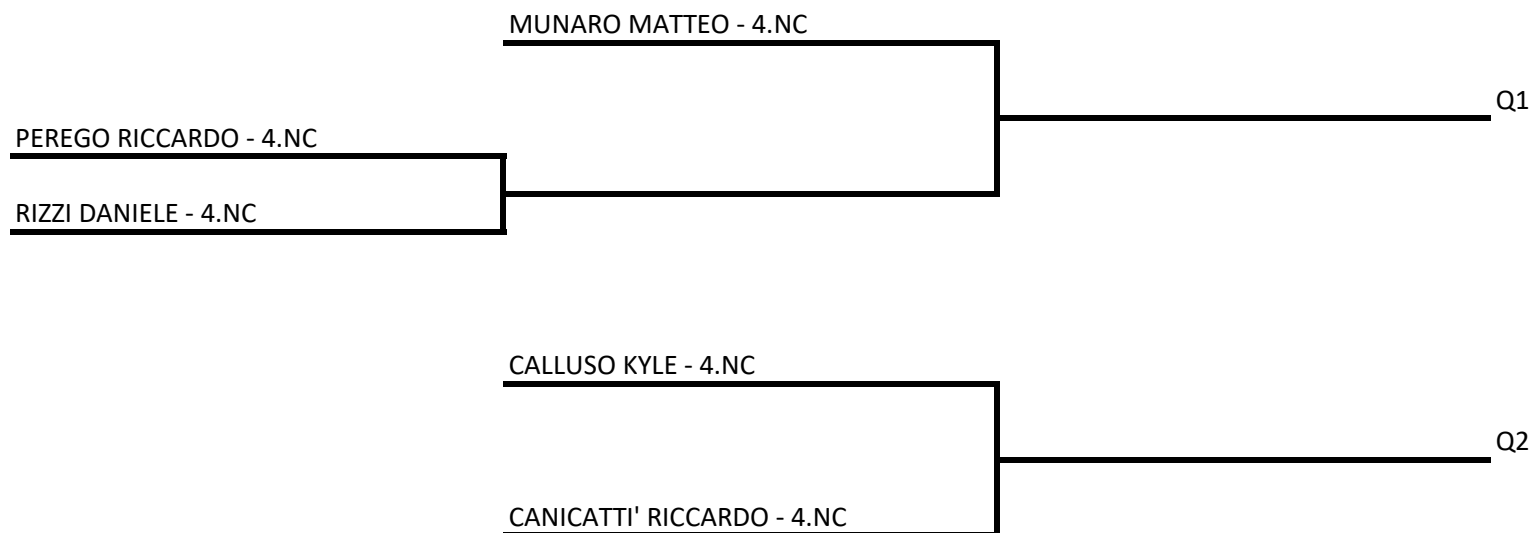 MUNARO MATTEO - 4.NC
Q1
PEREGO RICCARDO - 4.NC
RIZZI DANIELE - 4.NC
CALLUSO KYLE - 4.NC
Q2
CANICATTI' RICCARDO - 4.NC